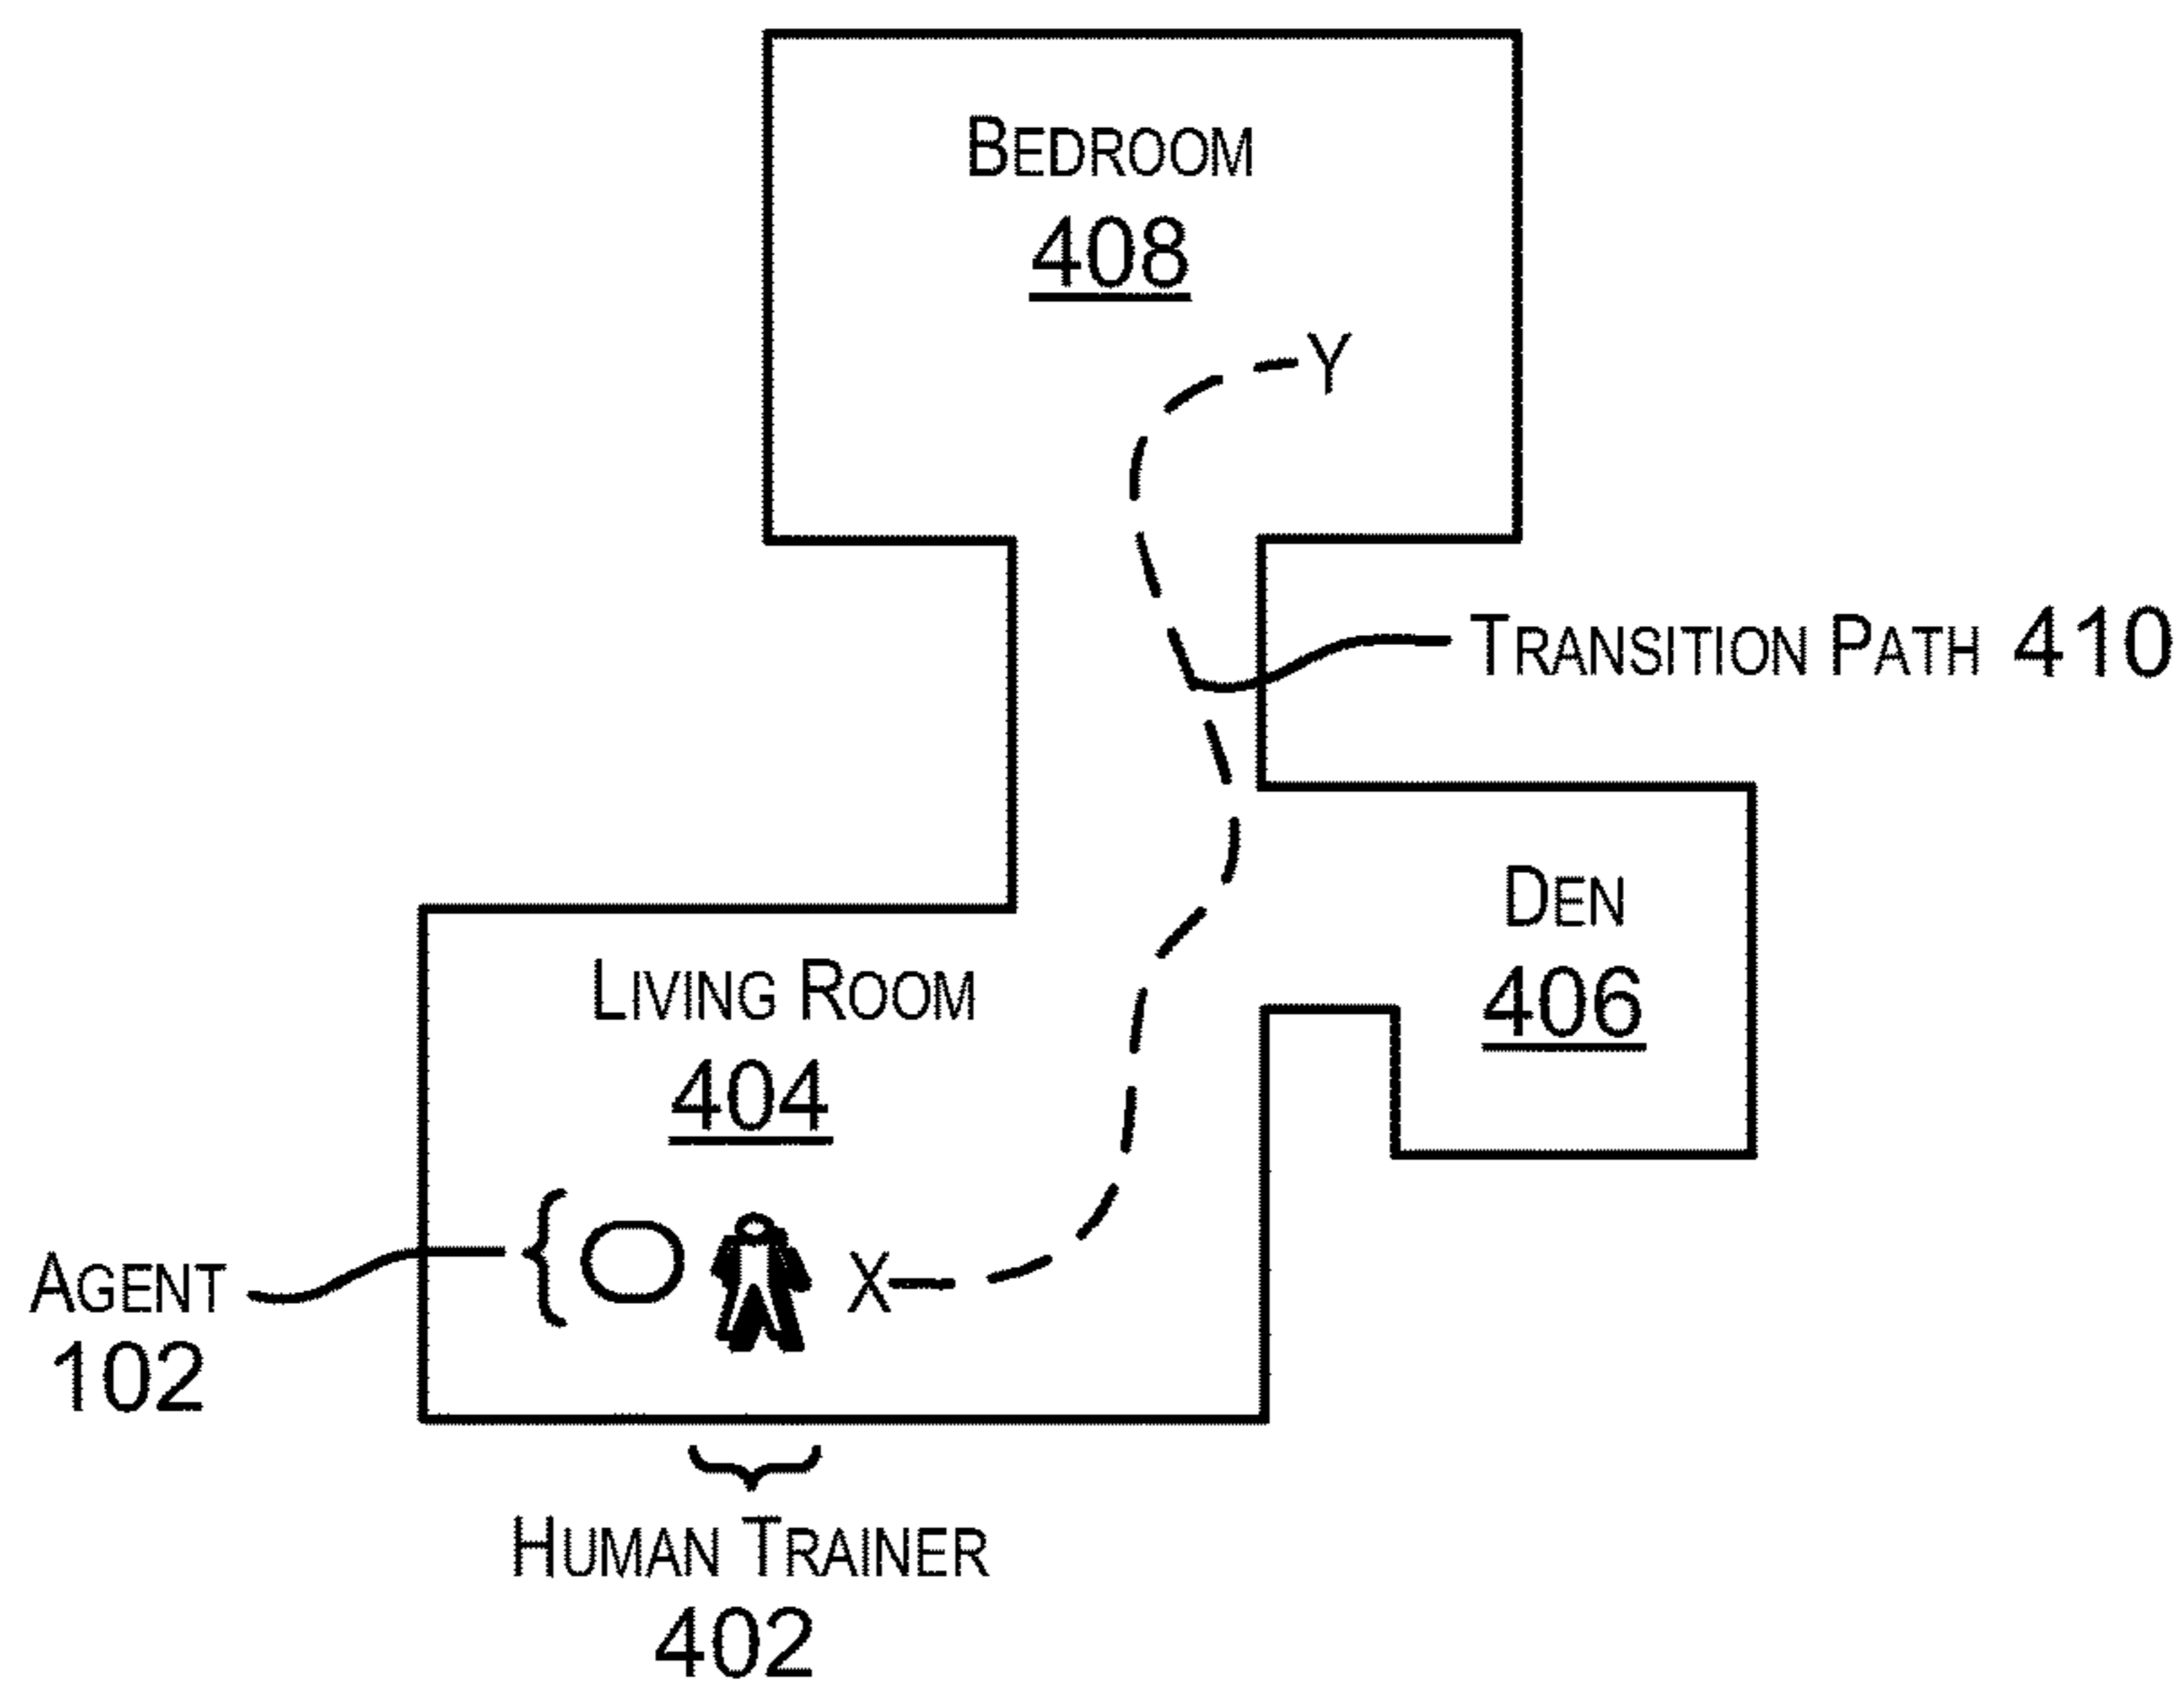 BEDROOM
408
Y
TRANSITION PATH 410
DEN
406
LIVING ROOM
404
X
AGENT
102
HUMAN TRAINER
402